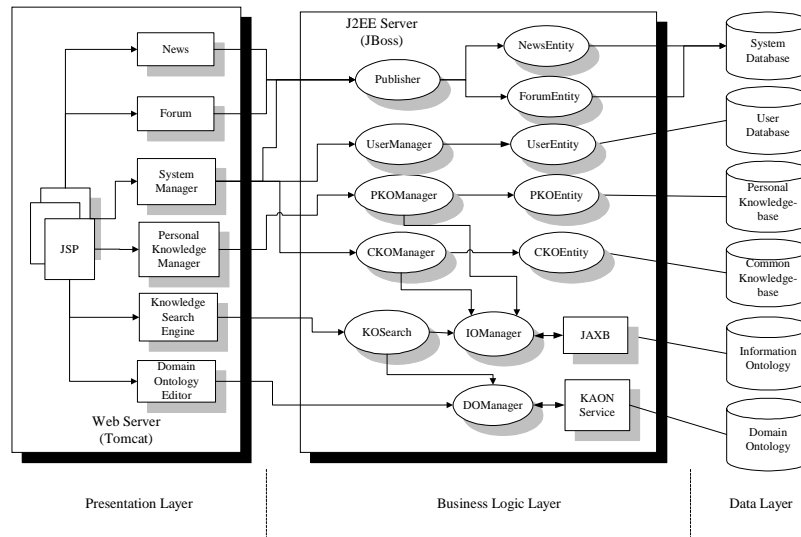 J2EE Server
(JBoss)
News
NewsEntity
System
Database
Publisher
Forum
ForumEntity
User
Database
UserManager
UserEntity
System
Manager
Personal
Knowledge-
base
PKOManager
PKOEntity
JSP
Personal
Knowledge
Manager
CKOManager
CKOEntity
Common
Knowledge-
base
Knowledge
Search
Engine
KOSearch
IOManager
JAXB
Information
Ontology
Domain
Ontology
Editor
DOManager
KAON
Service
Domain
Ontology
Web Server
(Tomcat)
Presentation Layer
Business Logic Layer
Data Layer